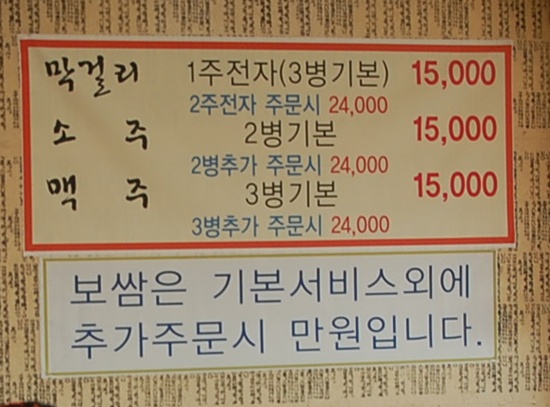 막걸리 1주전자(3병기본) 15,000
2주전자 주문시 24,000
소 주 2병기본 15,000
2병추가 주문시 24,000
맥 주 3병기본 15,000
3병추가 주문시 24,000
보쌈은 기본서비스외에
추가주문시 만원입니다.